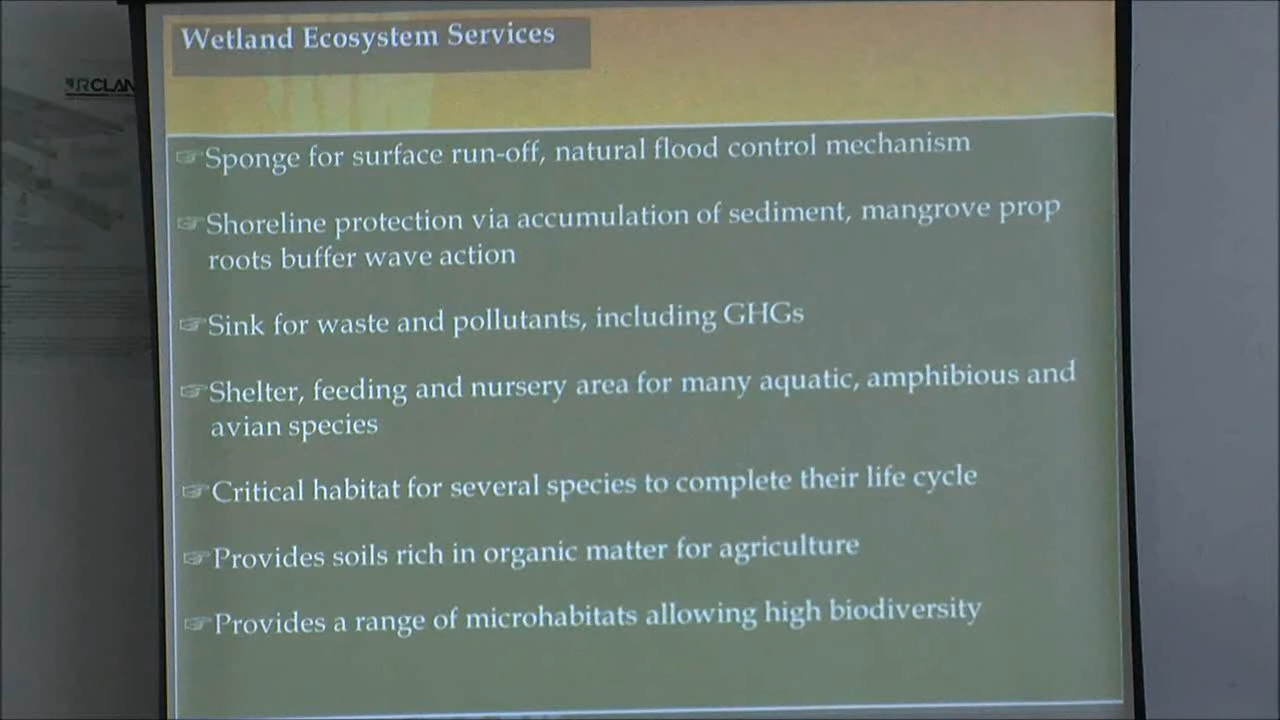 Wetland Ecosystem Services
Sponge for surface run-off, natural flood control mechanism
Shoreline protection via accumulation of sediment, mangrove prop
roots buffer wave action
Sink for waste and pollutants, including GHGs
Shelter, feeding and nursery area for many aquatic, amphibious and
avian species
Critical habitat for several species to complete their life cycle
Provides soils rich in organic matter for agriculture
Provides a range of microhabitats allowing high biodiversity